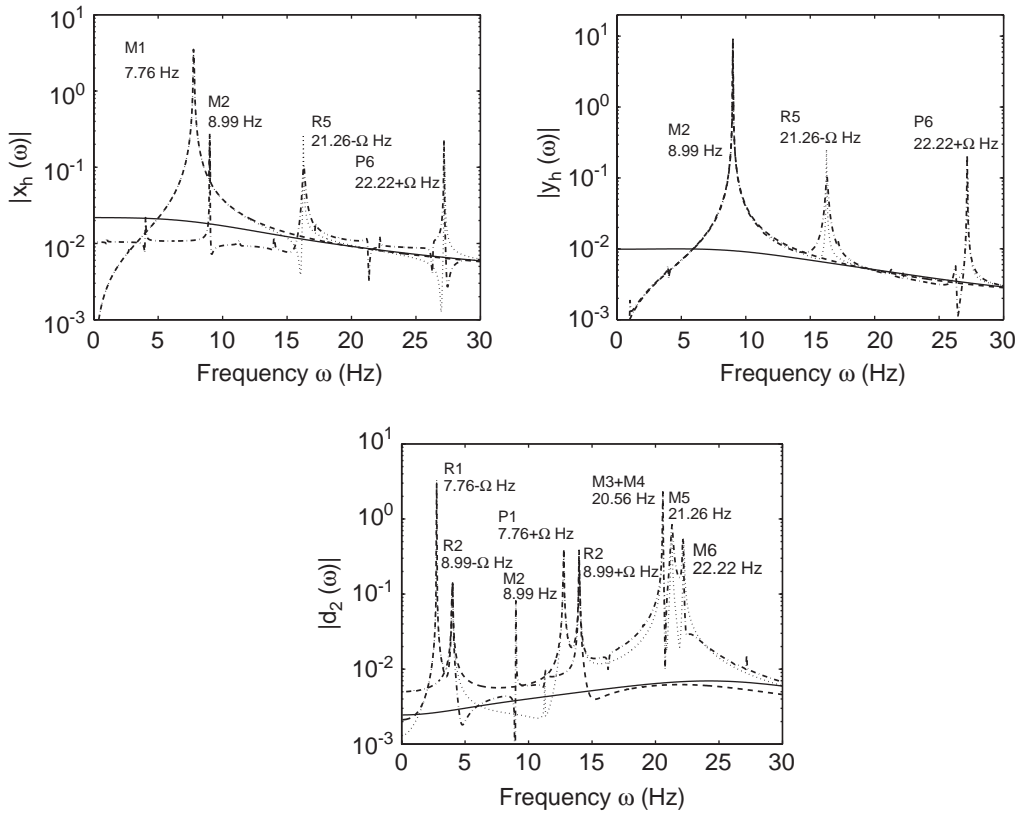 |x_h (ω)|
10^1
10^0
10^-1
10^-2
10^-3
M1
7.76 Hz
M2
8.99 Hz
R5
21.26-Ω Hz
P6
22.22+Ω Hz
0 5 10 15 20 25 30
Frequency ω (Hz)
|y_h (ω)|
10^1
10^0
10^-1
10^-2
10^-3
M2
8.99 Hz
R5
21.26-Ω Hz
P6
22.22+Ω Hz
0 5 10 15 20 25 30
Frequency ω (Hz)
|d_2 (ω)|
10^1
10^0
10^-1
10^-2
10^-3
R1
7.76-Ω Hz
R2
8.99-Ω Hz
P1
7.76+Ω Hz
M2
8.99 Hz
R2
8.99+Ω Hz
M3+M4
20.56 Hz
M5
21.26 Hz
M6
22.22 Hz
0 5 10 15 20 25 30
Frequency ω (Hz)